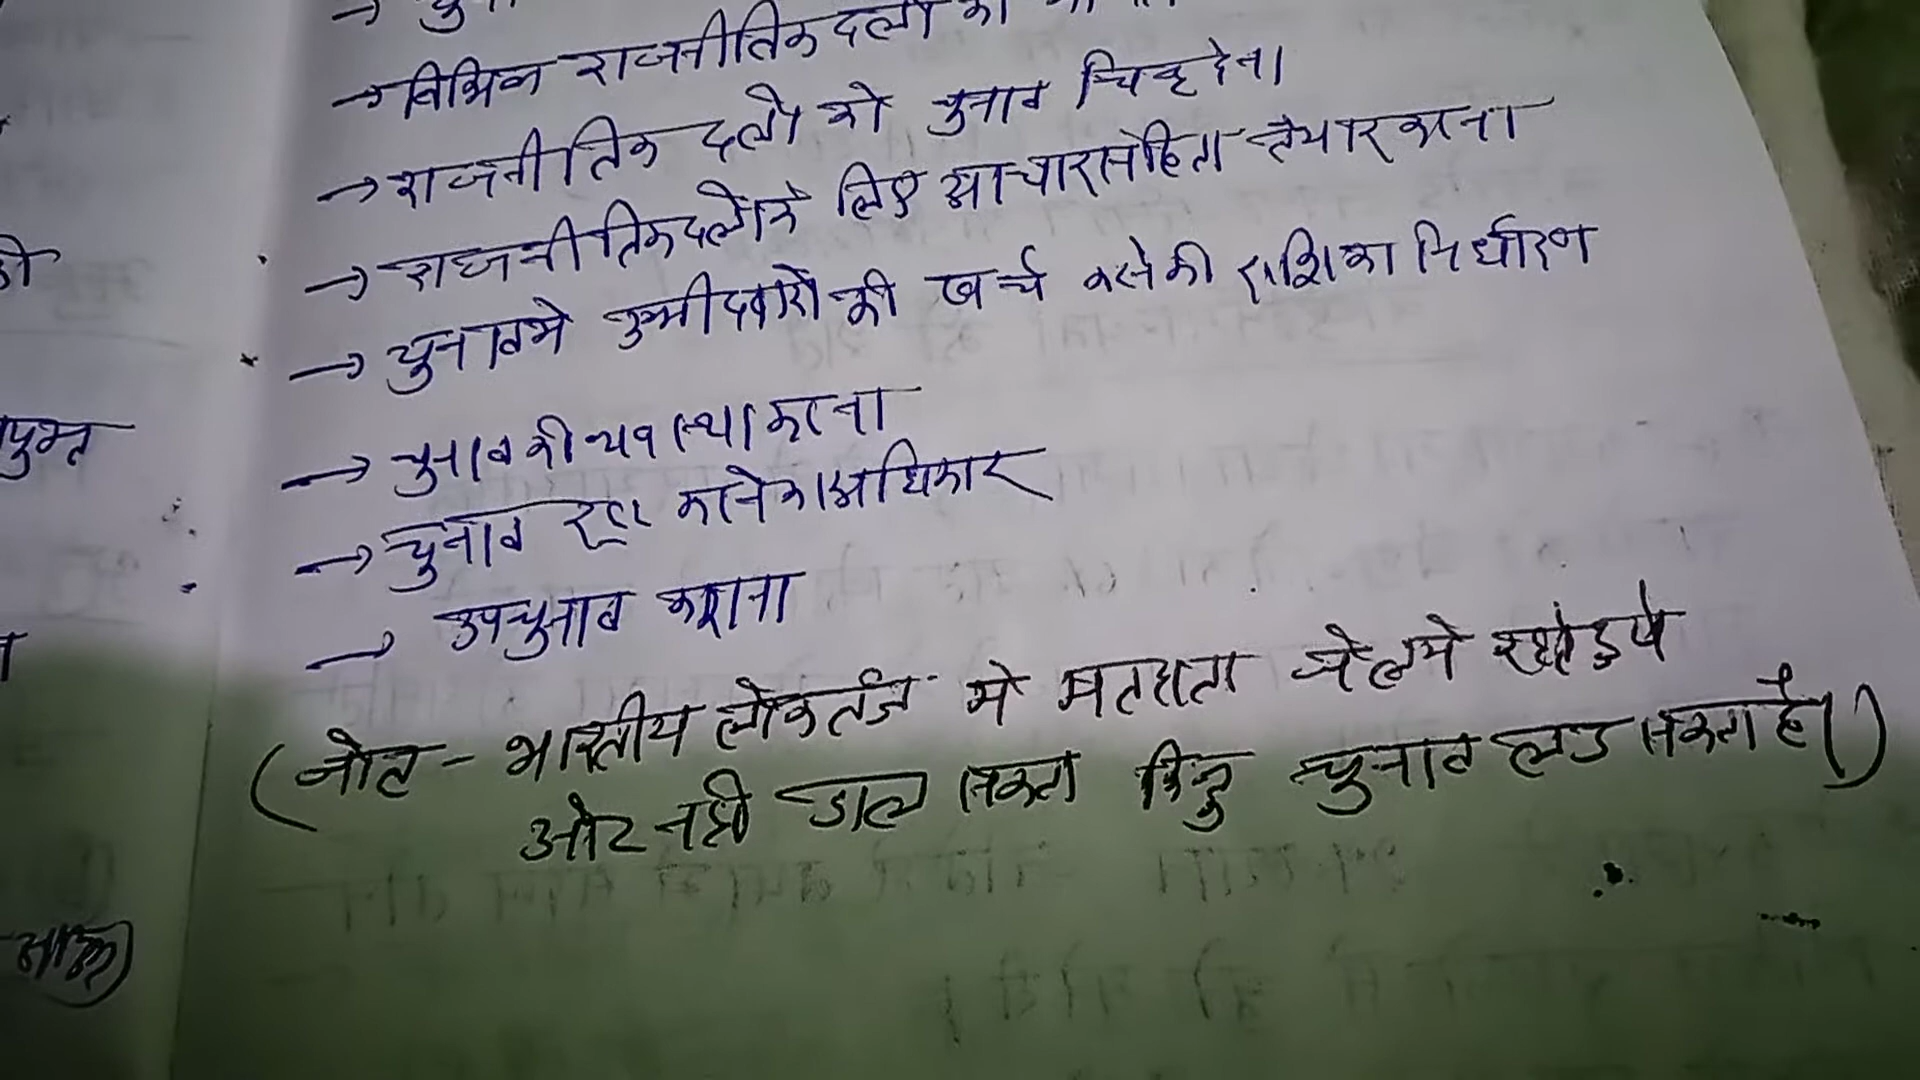 → विभिन्न राजनीतिक दलों को
→ राजनीतिक दलों को चुनाव चिन्ह देना
→ राजनीतिक दलों के लिए आचारसंहिता तैयार करना
→ चुनाव मे उम्मीदवारों की खर्च करने की राशि का निर्धारण
→ चुनाव की व्यवस्था करना
→ चुनाव रद्द करने का अधिकार
→ उपचुनाव कराना
(नोट - भारतीय लोकतंत्र मे मतदाता जेल मे रहते हुये
वोट नही डाल सकता किन्तु चुनाव लड सकता है।)